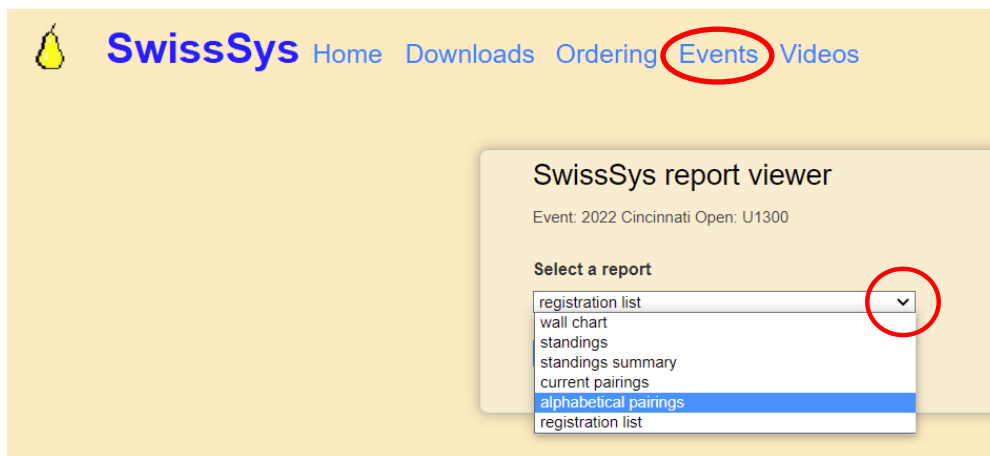 SwissSys Home Downloads Ordering Events Videos
SwissSys report viewer
Event: 2022 Cincinnati Open: U1300
Select a report
registration list
wall chart
standings
standings summary
current pairings
alphabetical pairings
registration list